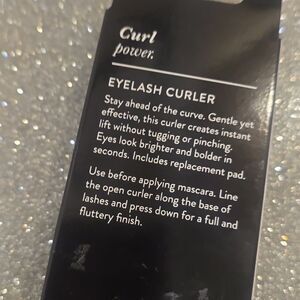 Curl
power.
EYELASH CURLER
Stay ahead of the curve. Gentle yet
effective, this curler creates instant
lift without tugging or pinching.
Eyes look brighter and bolder in
seconds. Includes replacement pad.
Use before applying mascara. Line
the open curler along the base of
lashes and press down for a full and
fluttery finish.